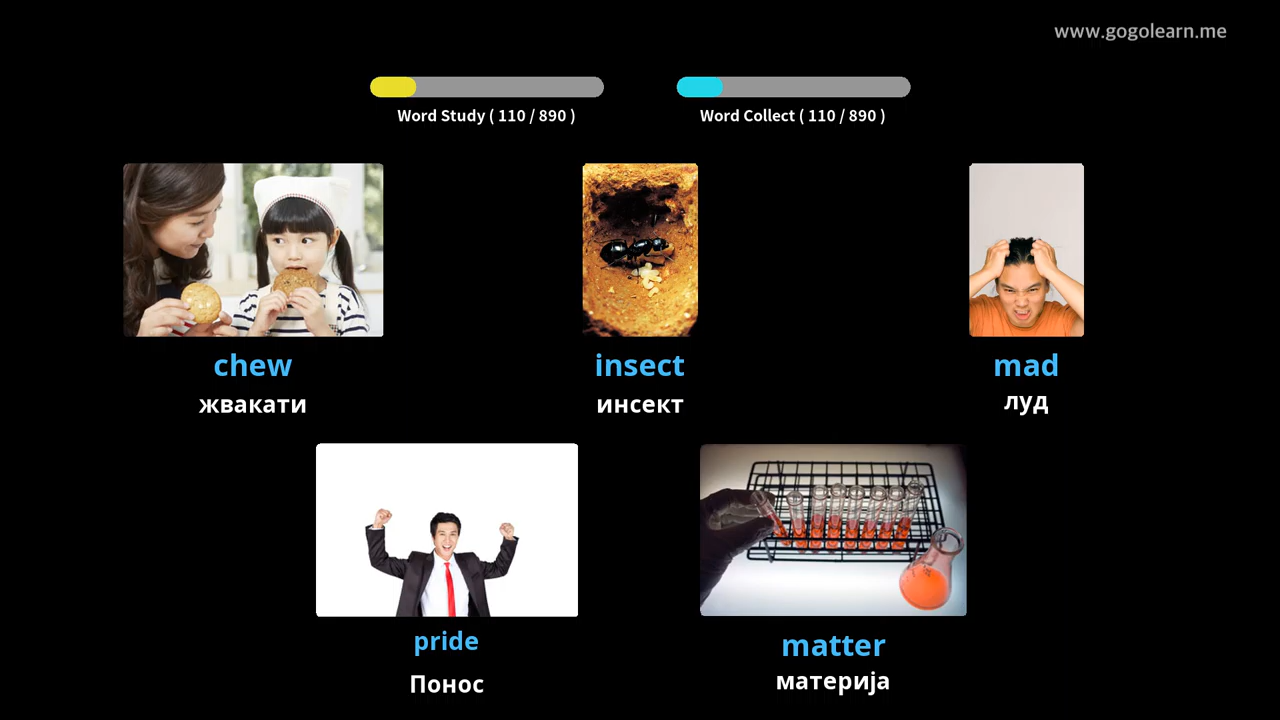 www.gogolearn.me
Word Study ( 110 / 890 )
Word Collect ( 110 / 890 )
chew
жвакати
insect
инсект
mad
луд
pride
Понос
matter
материја